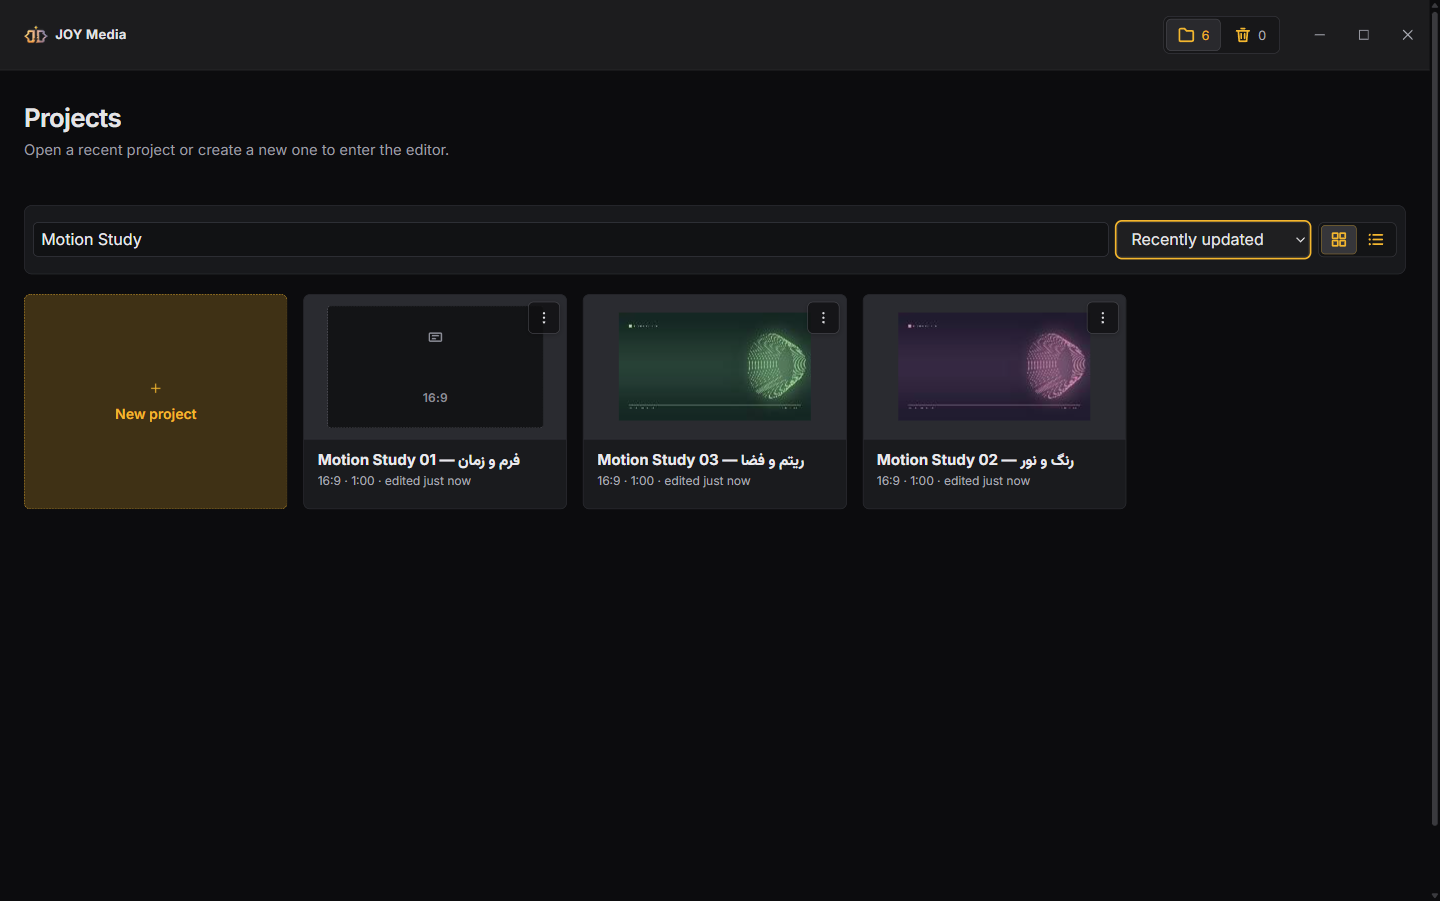 JOY Media
6
0
Projects
Open a recent project or create a new one to enter the editor.
Motion Study
Recently updated
New project
16:9
Motion Study 01 — فرم و زمان
16:9 · 1:00 · edited just now
Motion Study 03 — ریتم و فضا
16:9 · 1:00 · edited just now
Motion Study 02 — رنگ و نور
16:9 · 1:00 · edited just now